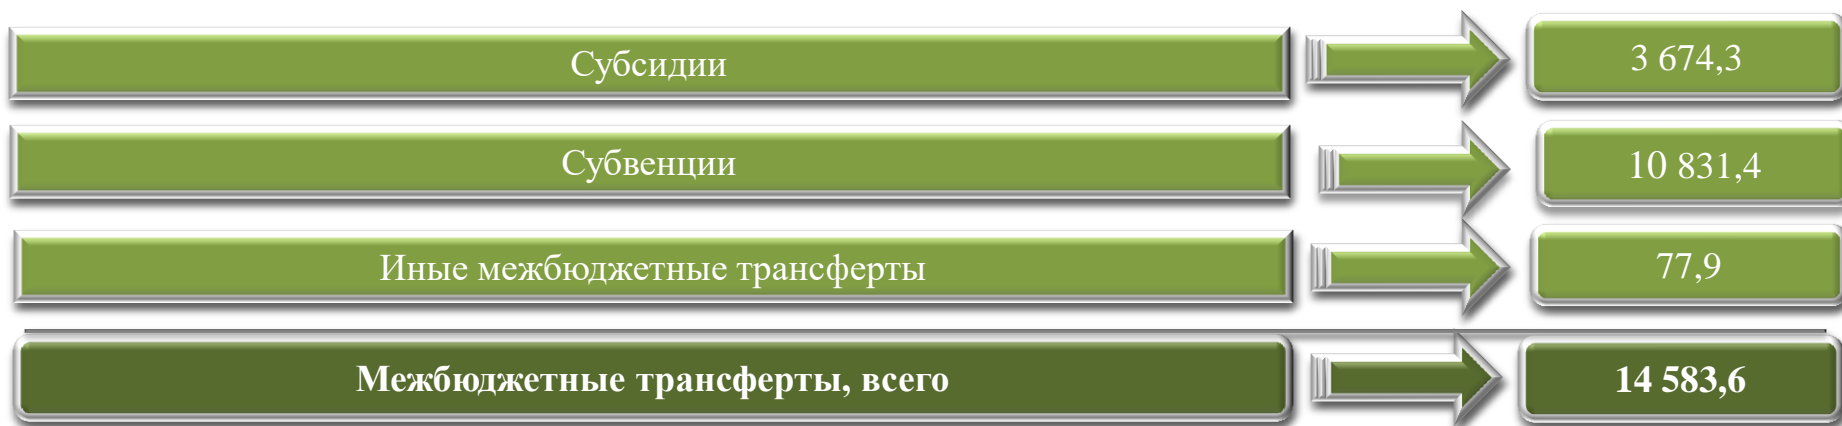 Субсидии
3 674,3
Субвенции
10 831,4
Иные межбюджетные трансферты
77,9
Межбюджетные трансферты, всего
14 583,6